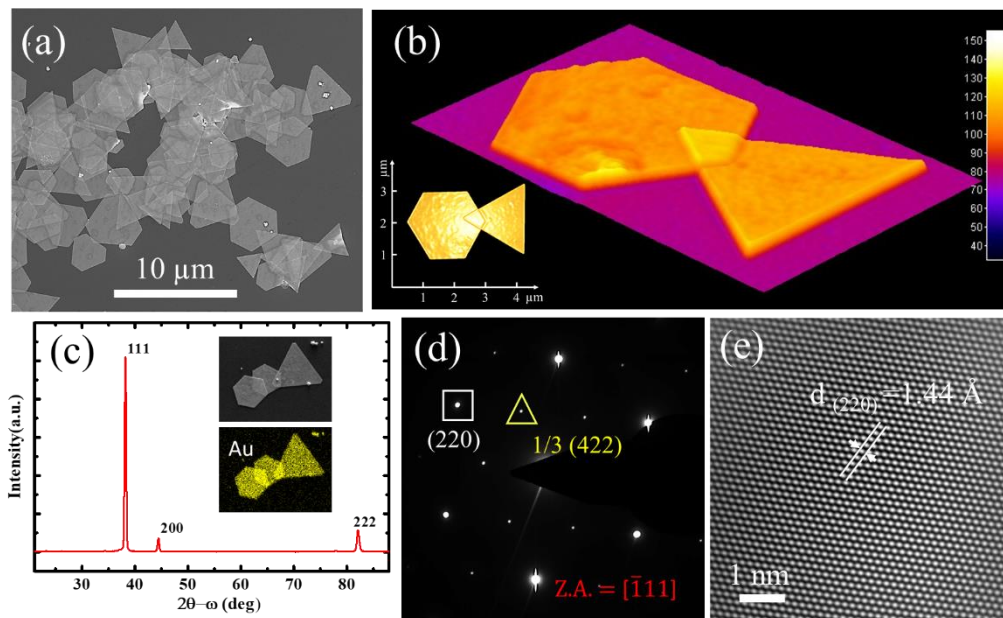 (a)
10 µm
(b)
150
140
130
120
110
100
90
80
70
60
50
40
µm
3
2
1
1 2 3 4 µm
(c)
111
Au
200
222
Intensity(a.u.)
30 40 50 60 70 80
2θ–ω (deg)
(d)
(220)
1/3 (422)
Z.A. = [1̄11]
(e)
d (220) =1.44 Å
1 nm